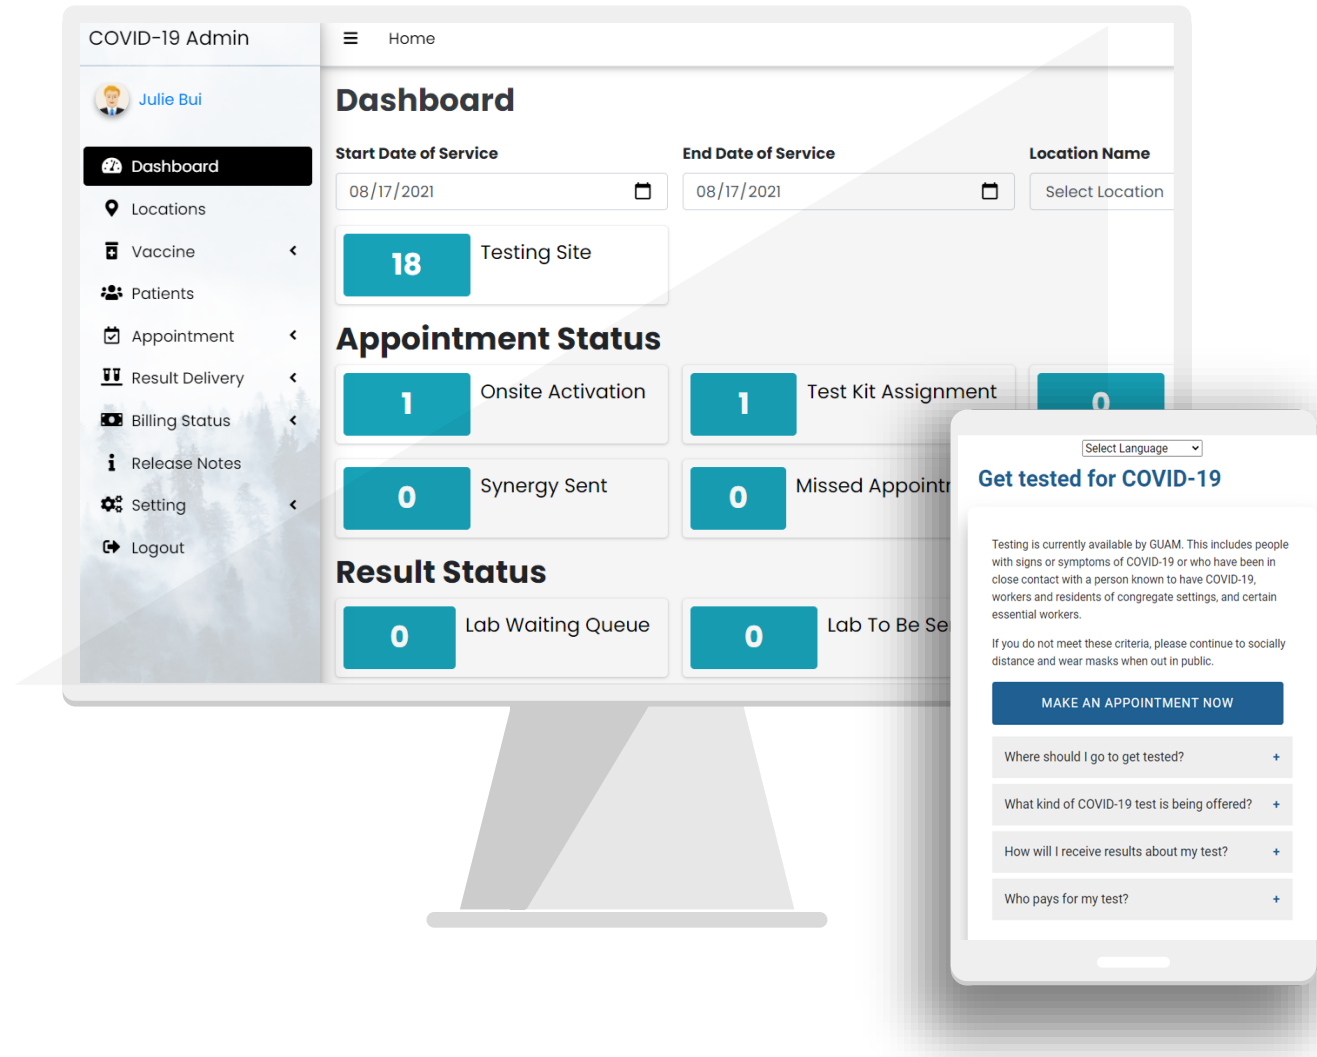 COVID-19 Admin
Home
Julie Bui
Dashboard
Locations
Vaccine
Patients
Appointment
Result Delivery
Billing Status
Release Notes
Setting
Logout
Dashboard
Start Date of Service
End Date of Service
Location Name
08/17/2021
08/17/2021
Select Location
18
Testing Site
Appointment Status
1
Onsite Activation
1
Test Kit Assignment
0
0
Synergy Sent
0
Missed
Result Status
0
Lab Waiting Queue
0
Lab To Be
Select Language
Get tested for COVID-19
Testing is currently available by GUAM. This includes people
with signs or symptoms of COVID-19 or who have been in
close contact with a person known to have COVID-19,
workers and residents of congregate settings, and certain
essential workers.
If you do not meet these criteria, please continue to socially
distance and wear masks when out in public.
MAKE AN APPOINTMENT NOW
Where should I go to get tested? +
What kind of COVID-19 test is being offered? +
How will I receive results about my test? +
Who pays for my test? +